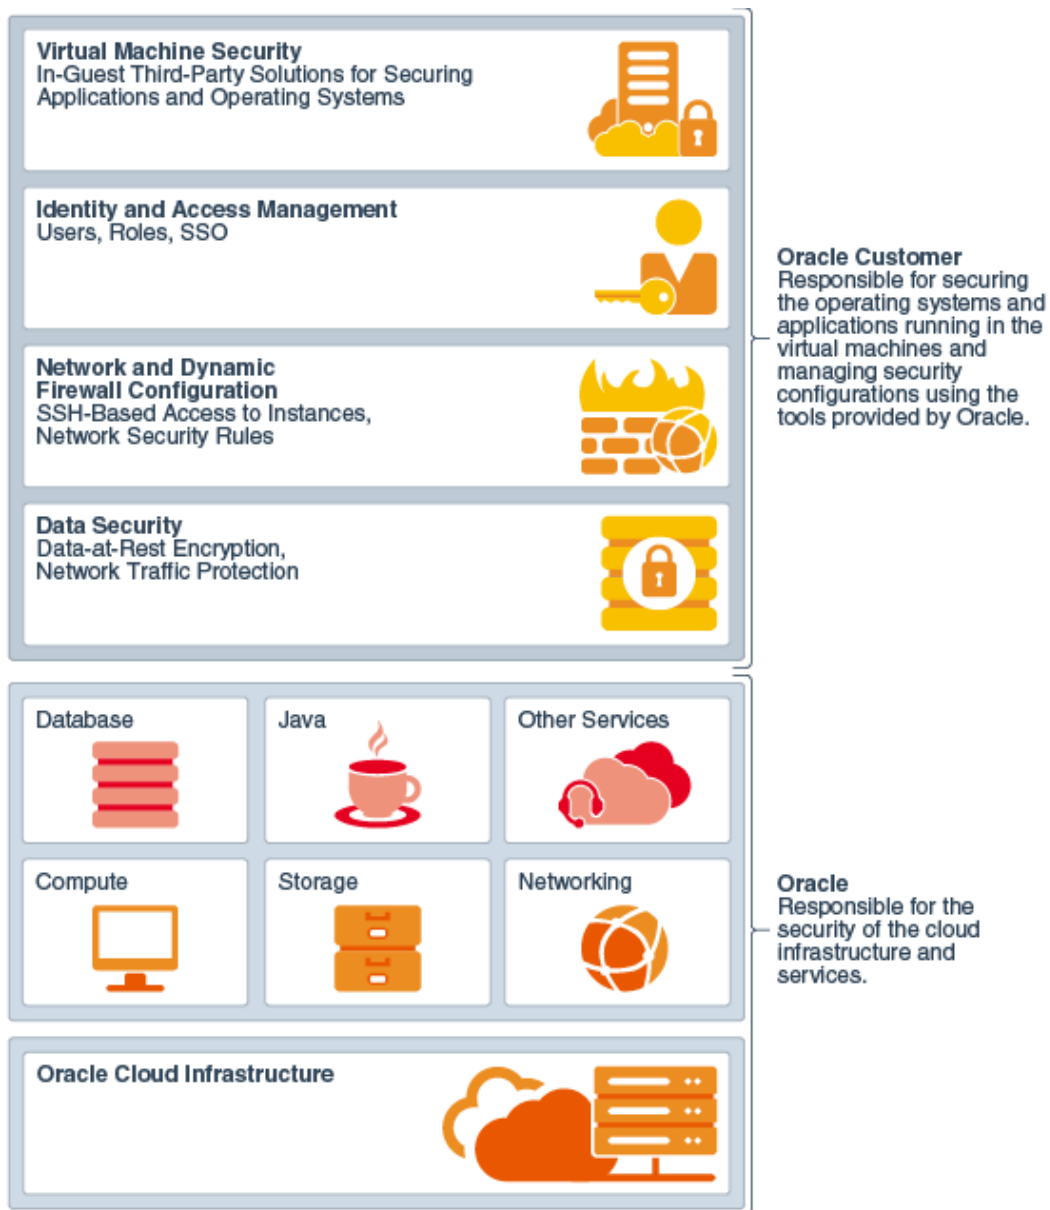 Virtual Machine Security
In-Guest Third-Party Solutions for Securing
Applications and Operating Systems
Identity and Access Management
Users, Roles, SSO
Network and Dynamic
Firewall Configuration
SSH-Based Access to Instances,
Network Security Rules
Data Security
Data-at-Rest Encryption,
Network Traffic Protection
Oracle Customer
Responsible for securing
the operating systems and
applications running in the
virtual machines and
managing security
configurations using the
tools provided by Oracle.
Database
Java
Other Services
Compute
Storage
Networking
Oracle
Responsible for the
security of the cloud
infrastructure and
services.
Oracle Cloud Infrastructure